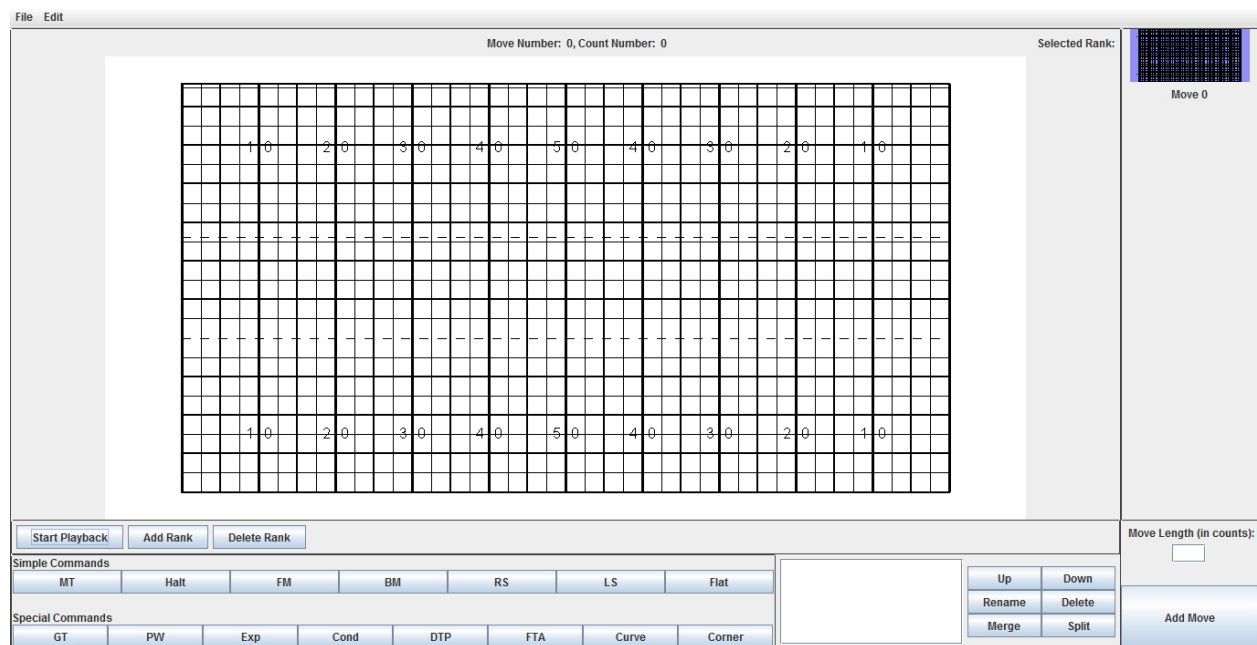 File Edit
Move Number: 0, Count Number: 0
Selected Rank:
Move 0
1 0 2 0 3 0 4 0 5 0 4 0 3 0 2 0 1 0
1 0 2 0 3 0 4 0 5 0 4 0 3 0 2 0 1 0
Start Playback Add Rank Delete Rank
Move Length (in counts):
Simple Commands
MT Halt FM BM RS LS Flat
Up Down
Rename Delete
Special Commands
Merge Split
Add Move
GT PW Exp Cond DTP FTA Curve Corner